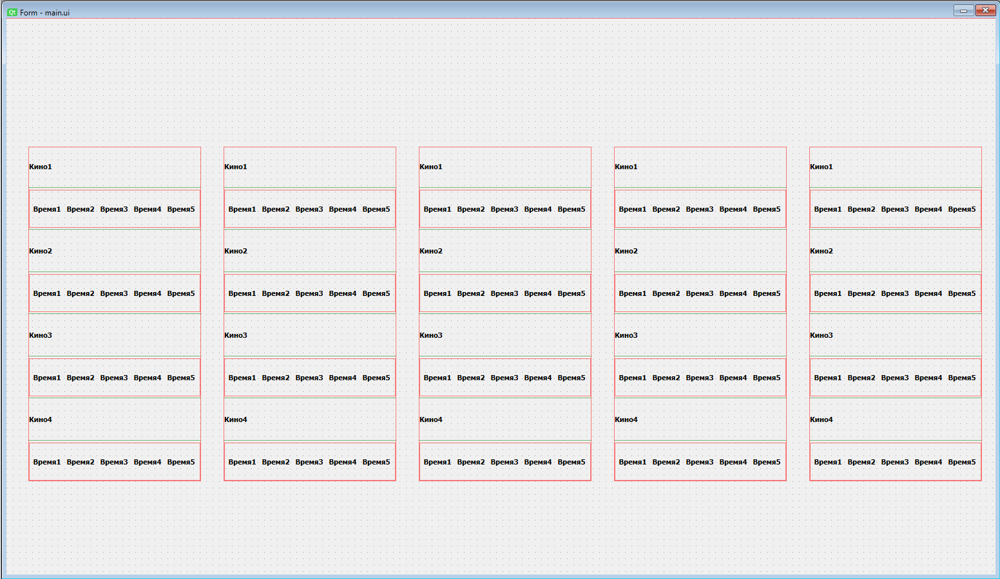 Qt Form - main.ui
Кино1 Кино1 Кино1 Кино1 Кино1
Время1 Время2 Время3 Время4 Время5 Время1 Время2 Время3 Время4 Время5 Время1 Время2 Время3 Время4 Время5 Время1 Время2 Время3 Время4 Время5 Время1 Время2 Время3 Время4 Время5
Кино2 Кино2 Кино2 Кино2 Кино2
Время1 Время2 Время3 Время4 Время5 Время1 Время2 Время3 Время4 Время5 Время1 Время2 Время3 Время4 Время5 Время1 Время2 Время3 Время4 Время5 Время1 Время2 Время3 Время4 Время5
Кино3 Кино3 Кино3 Кино3 Кино3
Время1 Время2 Время3 Время4 Время5 Время1 Время2 Время3 Время4 Время5 Время1 Время2 Время3 Время4 Время5 Время1 Время2 Время3 Время4 Время5 Время1 Время2 Время3 Время4 Время5
Кино4 Кино4 Кино4 Кино4 Кино4
Время1 Время2 Время3 Время4 Время5 Время1 Время2 Время3 Время4 Время5 Время1 Время2 Время3 Время4 Время5 Время1 Время2 Время3 Время4 Время5 Время1 Время2 Время3 Время4 Время5